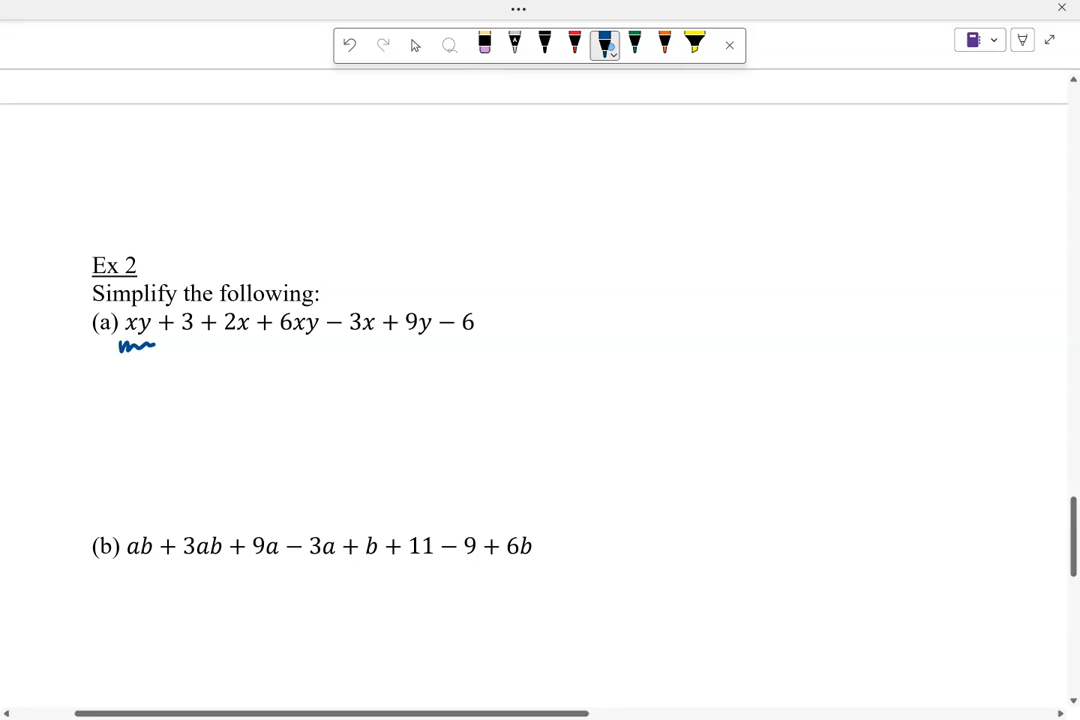 Ex 2
Simplify the following:
(a) xy + 3 + 2x + 6xy − 3x + 9y − 6
(b) ab + 3ab + 9a − 3a + b + 11 − 9 + 6b